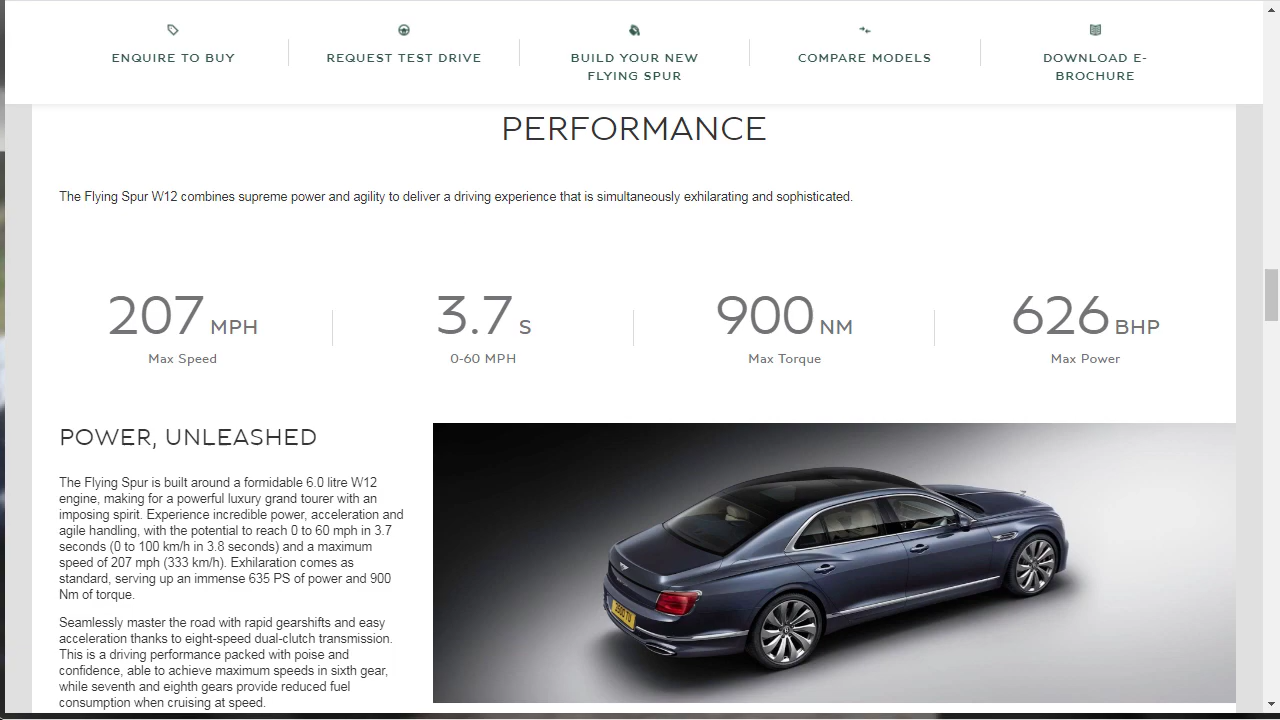 ENQUIRE TO BUY
REQUEST TEST DRIVE
BUILD YOUR NEW
FLYING SPUR
COMPARE MODELS
DOWNLOAD E-
BROCHURE
PERFORMANCE
The Flying Spur W12 combines supreme power and agility to deliver a driving experience that is simultaneously exhilarating and sophisticated.
207 MPH
Max Speed
3.7 S
0-60 MPH
900 NM
Max Torque
626 BHP
Max Power
POWER, UNLEASHED
The Flying Spur is built around a formidable 6.0 litre W12
engine, making for a powerful luxury grand tourer with an
imposing spirit. Experience incredible power, acceleration and
agile handling, with the potential to reach 0 to 60 mph in 3.7
seconds (0 to 100 km/h in 3.8 seconds) and a maximum
speed of 207 mph (333 km/h). Exhilaration comes as
standard, serving up an immense 635 PS of power and 900
Nm of torque.
Seamlessly master the road with rapid gearshifts and easy
acceleration thanks to eight-speed dual-clutch transmission.
This is a driving performance packed with poise and
confidence, able to achieve maximum speeds in sixth gear,
while seventh and eighth gears provide reduced fuel
consumption when cruising at speed.